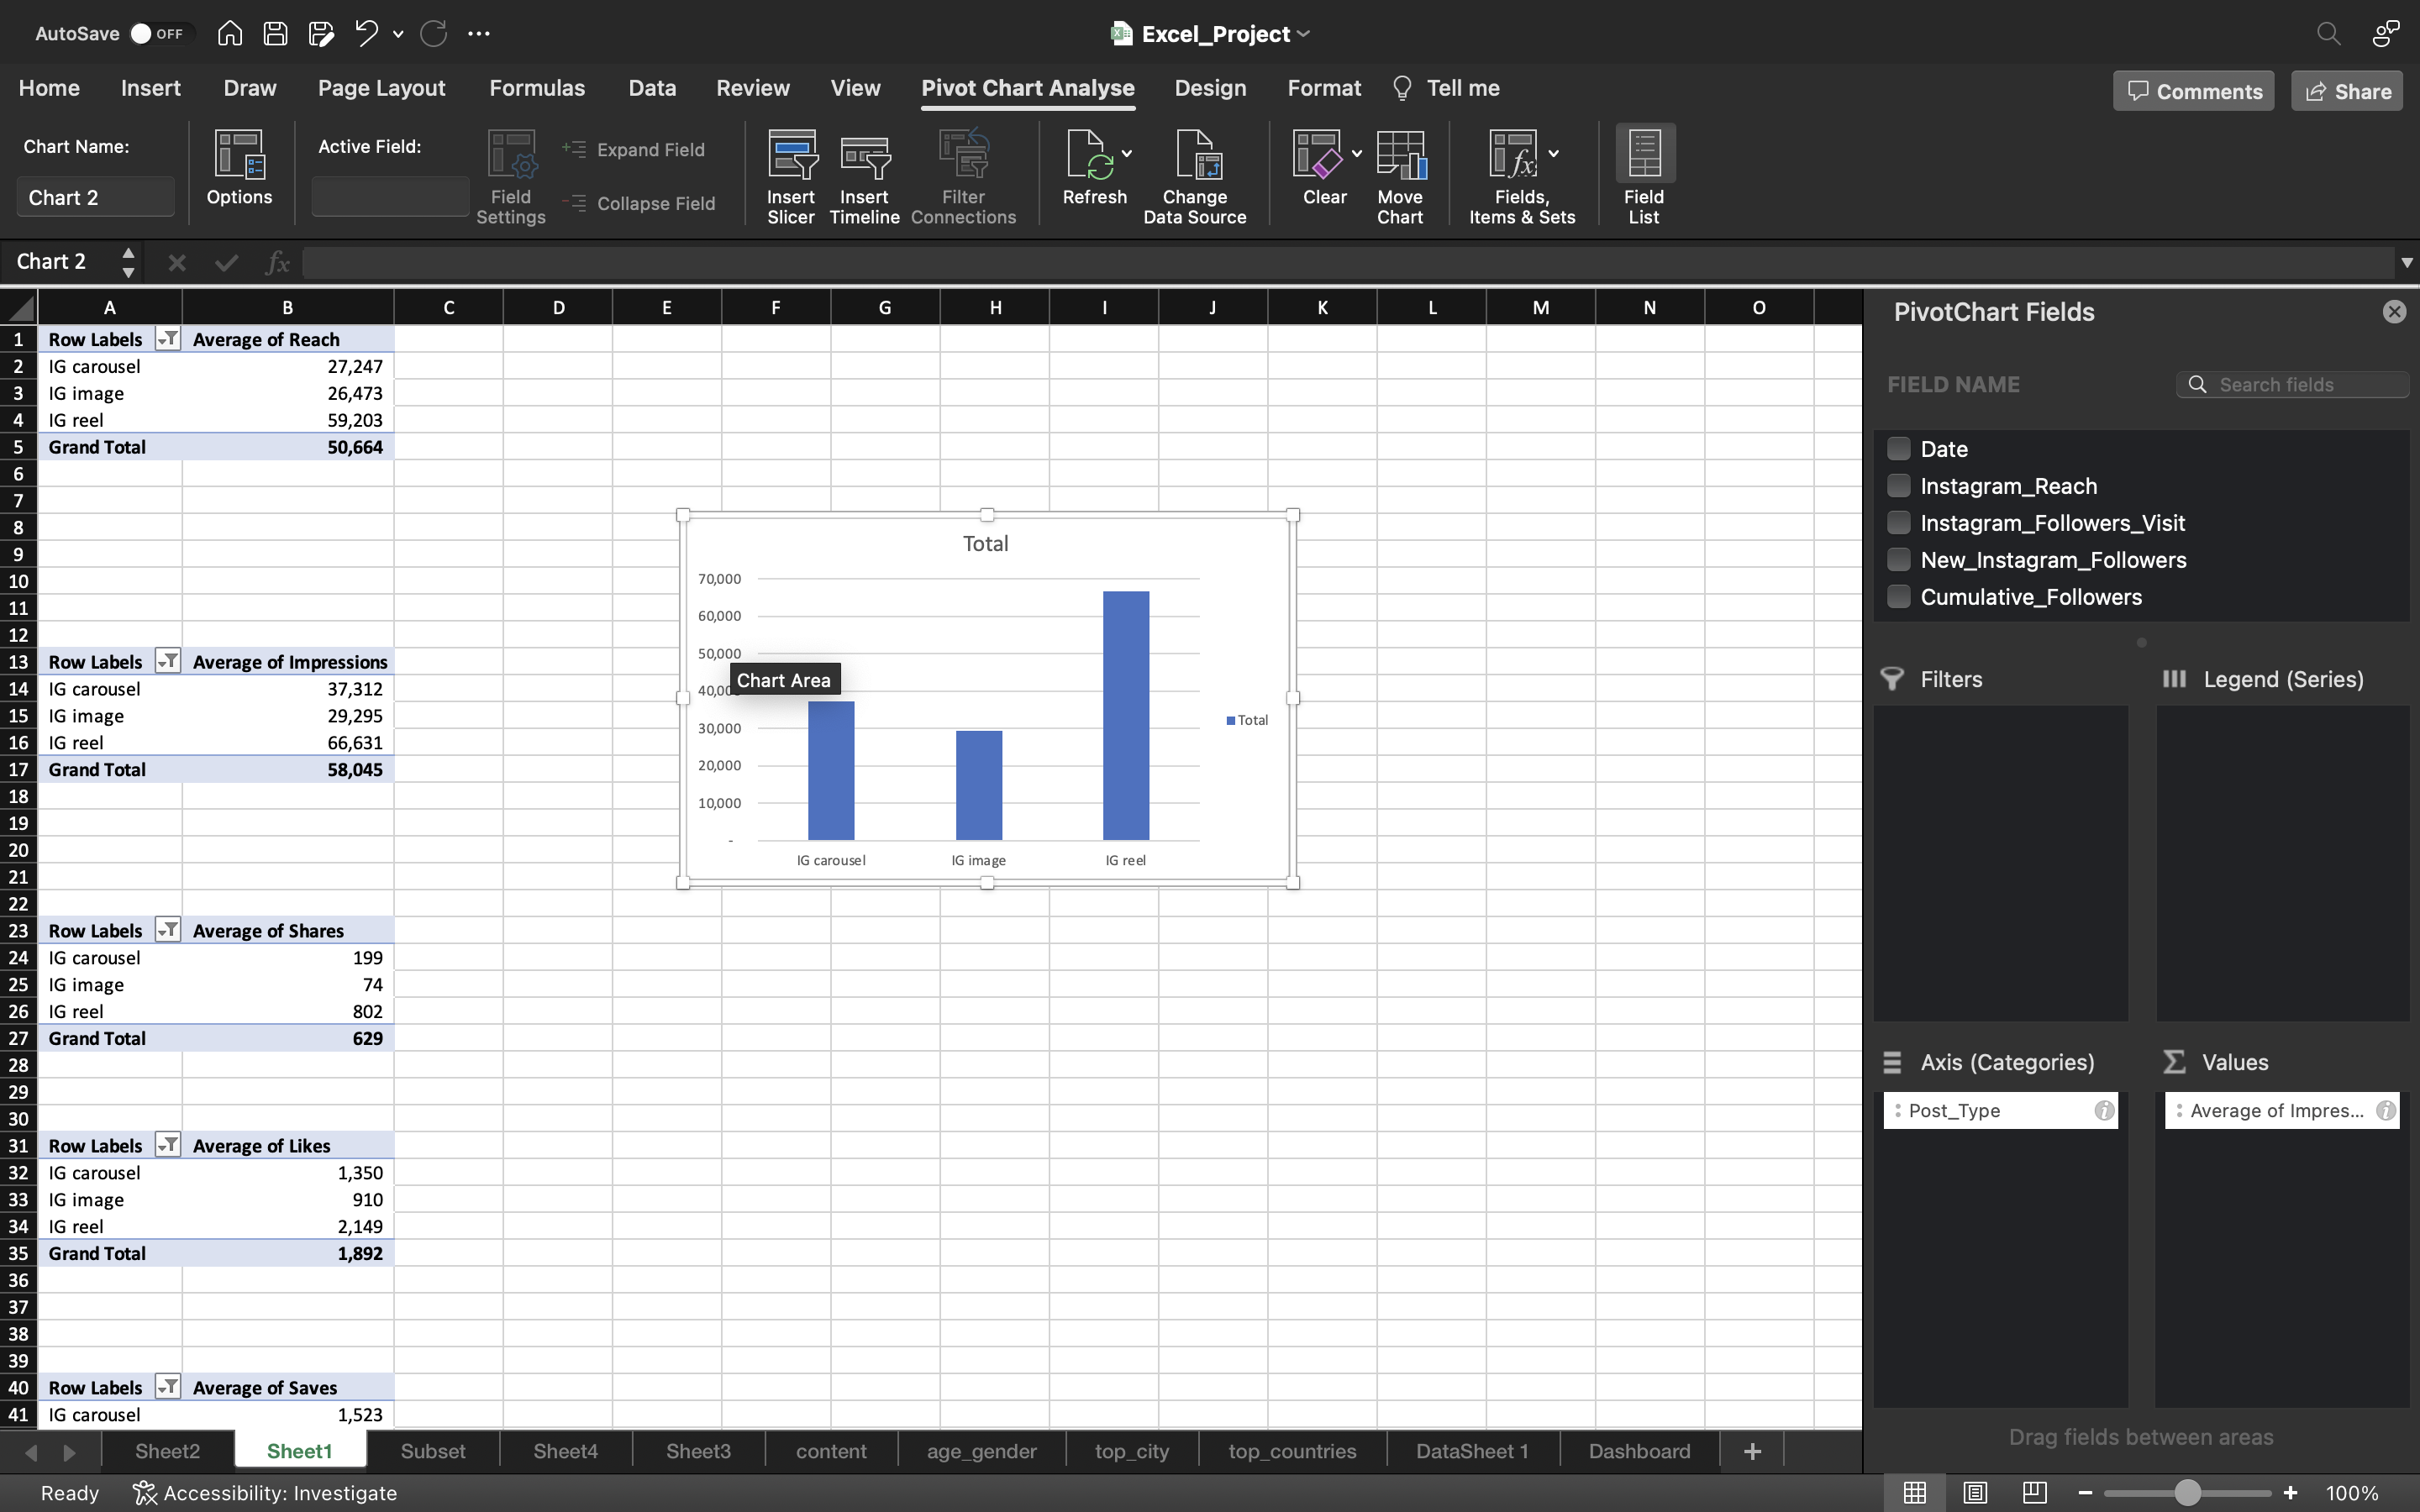 AutoSave OFF
Excel_Project
Home Insert Draw Page Layout Formulas Data Review View Pivot Chart Analyse Design Format Tell me
Comments Share
Chart Name:
Chart 2
Options
Active Field:
Field Settings
Expand Field
Collapse Field
Insert Slicer
Insert Timeline
Filter Connections
Refresh
Change Data Source
Clear
Move Chart
Fields, Items & Sets
Field List
Chart 2 fx
A B C D E F G H I J K L M N O
1 Row Labels Average of Reach
2 IG carousel 27,247
3 IG image 26,473
4 IG reel 59,203
5 Grand Total 50,664
6
7
8
9
10
11
12
13 Row Labels Average of Impressions
14 IG carousel 37,312
15 IG image 29,295
16 IG reel 66,631
17 Grand Total 58,045
18
19
20
21
22
23 Row Labels Average of Shares
24 IG carousel 199
25 IG image 74
26 IG reel 802
27 Grand Total 629
28
29
30
31 Row Labels Average of Likes
32 IG carousel 1,350
33 IG image 910
34 IG reel 2,149
35 Grand Total 1,892
36
37
38
39
40 Row Labels Average of Saves
41 IG carousel 1,523
Total
70,000
60,000
50,000
40,00
30,000
20,000
10,000
-
Chart Area
IG carousel IG image IG reel
Total
PivotChart Fields
FIELD NAME
Search fields
Date
Instagram_Reach
Instagram_Followers_Visit
New_Instagram_Followers
Cumulative_Followers
Filters
Legend (Series)
Axis (Categories)
Values
Post_Type
Average of Impres...
Drag fields between areas
Sheet2 Sheet1 Subset Sheet4 Sheet3 content age_gender top_city top_countries DataSheet 1 Dashboard +
Ready Accessibility: Investigate
100%